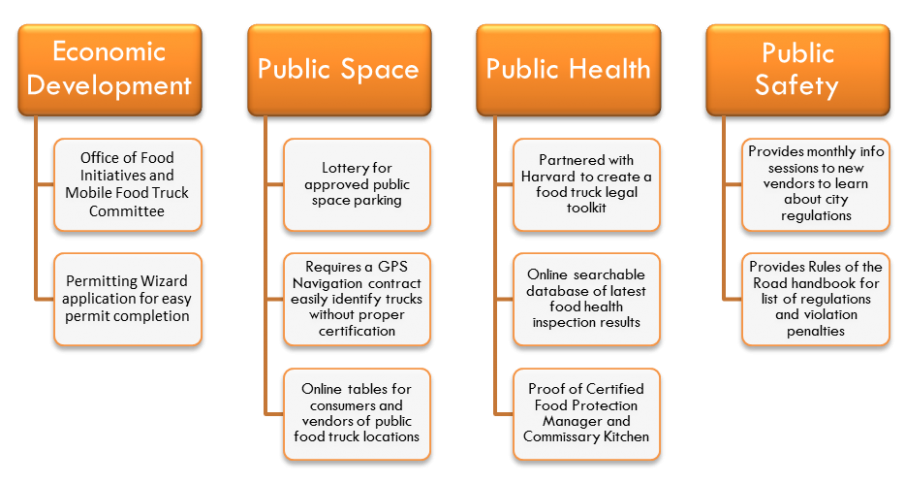 Economic
Development
Office of Food
Initiatives and
Mobile Food Truck
Committee
Permitting Wizard
application for easy
permit completion
Public Space
Lottery for
approved public
space parking
Requires a GPS
Navigation contract
easily identify trucks
without proper
certification
Online tables for
consumers and
vendors of public
food truck locations
Public Health
Partnered with
Harvard to create a
food truck legal
toolkit
Online searchable
database of latest
food health
inspection results
Proof of Certified
Food Protection
Manager and
Commissary Kitchen
Public
Safety
Provides monthly info
sessions to new
vendors to learn
about city
regulations
Provides Rules of the
Road handbook for
list of regulations
and violation
penalties